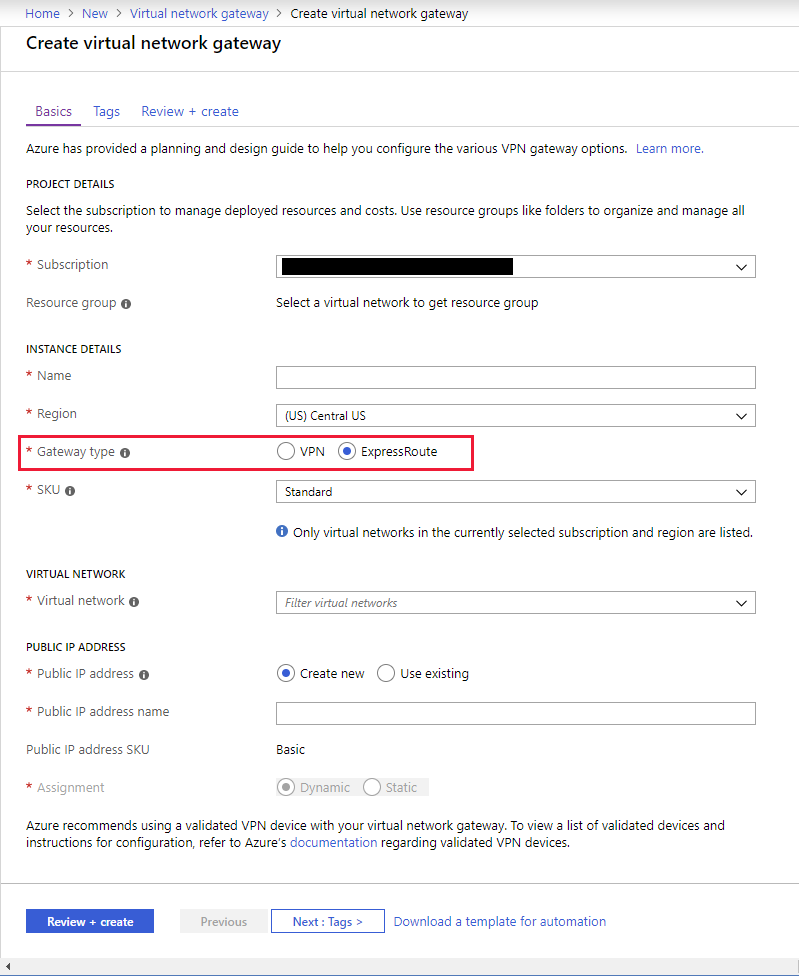 Home > New > Virtual network gateway > Create virtual network gateway
Create virtual network gateway
Basics Tags Review + create
Azure has provided a planning and design guide to help you configure the various VPN gateway options. Learn more.
PROJECT DETAILS
Select the subscription to manage deployed resources and costs. Use resource groups like folders to organize and manage all
your resources.
* Subscription
Resource group Select a virtual network to get resource group
INSTANCE DETAILS
* Name
* Region (US) Central US
* Gateway type VPN ExpressRoute
* SKU Standard
Only virtual networks in the currently selected subscription and region are listed.
VIRTUAL NETWORK
* Virtual network Filter virtual networks
PUBLIC IP ADDRESS
* Public IP address Create new Use existing
* Public IP address name
Public IP address SKU Basic
* Assignment Dynamic Static
Azure recommends using a validated VPN device with your virtual network gateway. To view a list of validated devices and
instructions for configuration, refer to Azure's documentation regarding validated VPN devices.
Review + create Previous Next : Tags > Download a template for automation